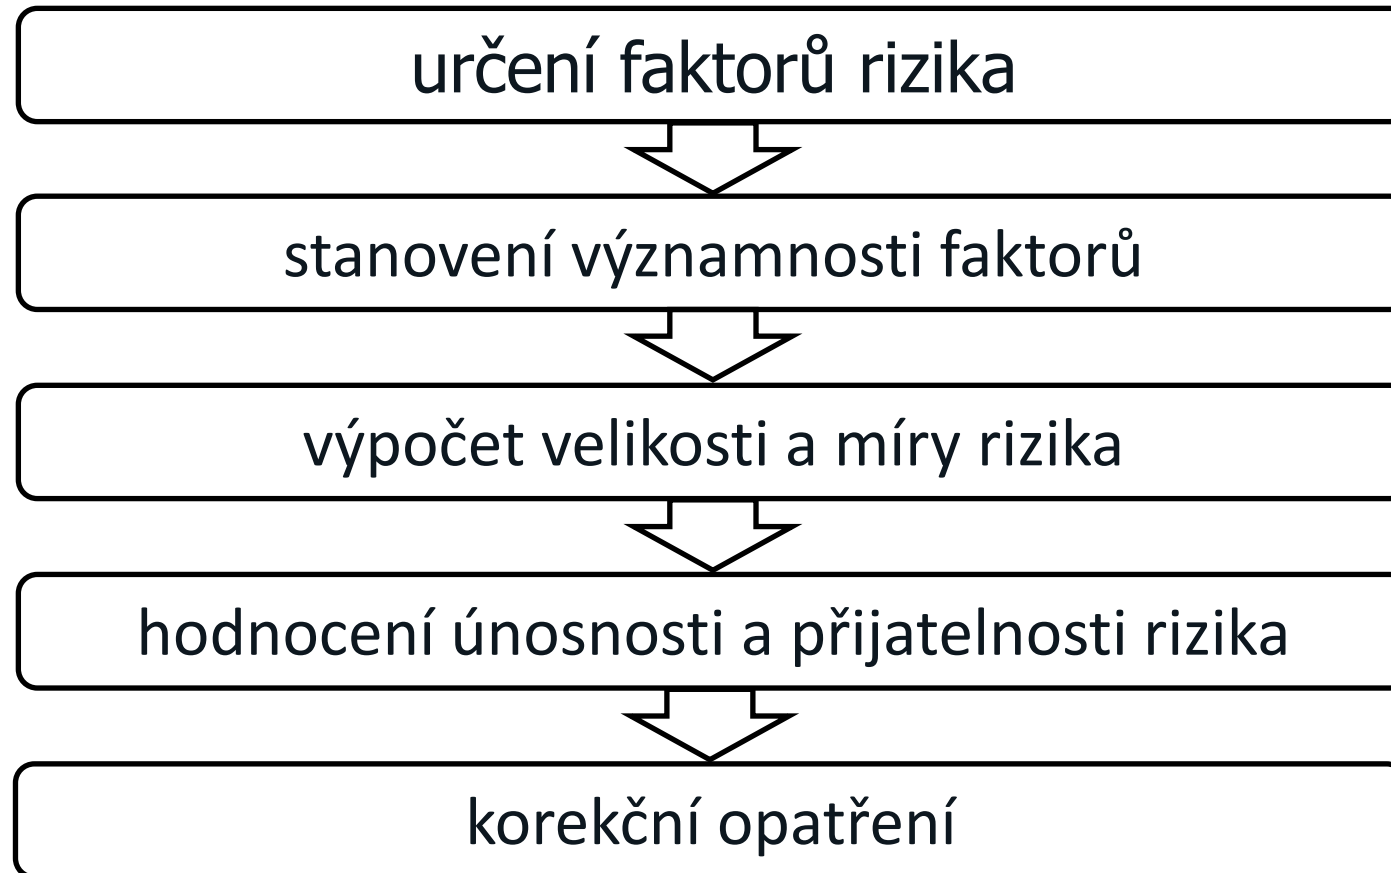 určení faktorů rizika
stanovení významnosti faktorů
výpočet velikosti a míry rizika
hodnocení únosnosti a přijatelnosti rizika
korekční opatření